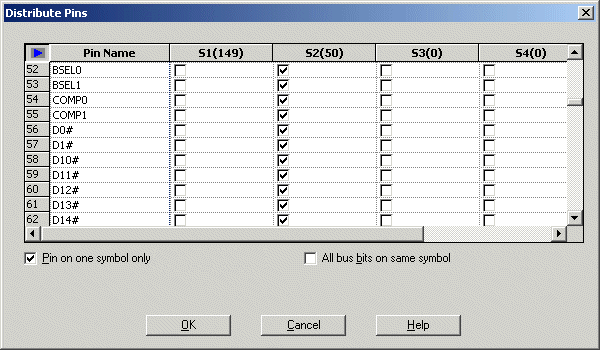 Distribute Pins
Pin Name S1(149) S2(50) S3(0) S4(0)
52 BSEL0
53 BSEL1
54 COMP0
55 COMP1
56 D0#
57 D1#
58 D10#
59 D11#
60 D12#
61 D13#
62 D14#
Pin on one symbol only All bus bits on same symbol
OK Cancel Help